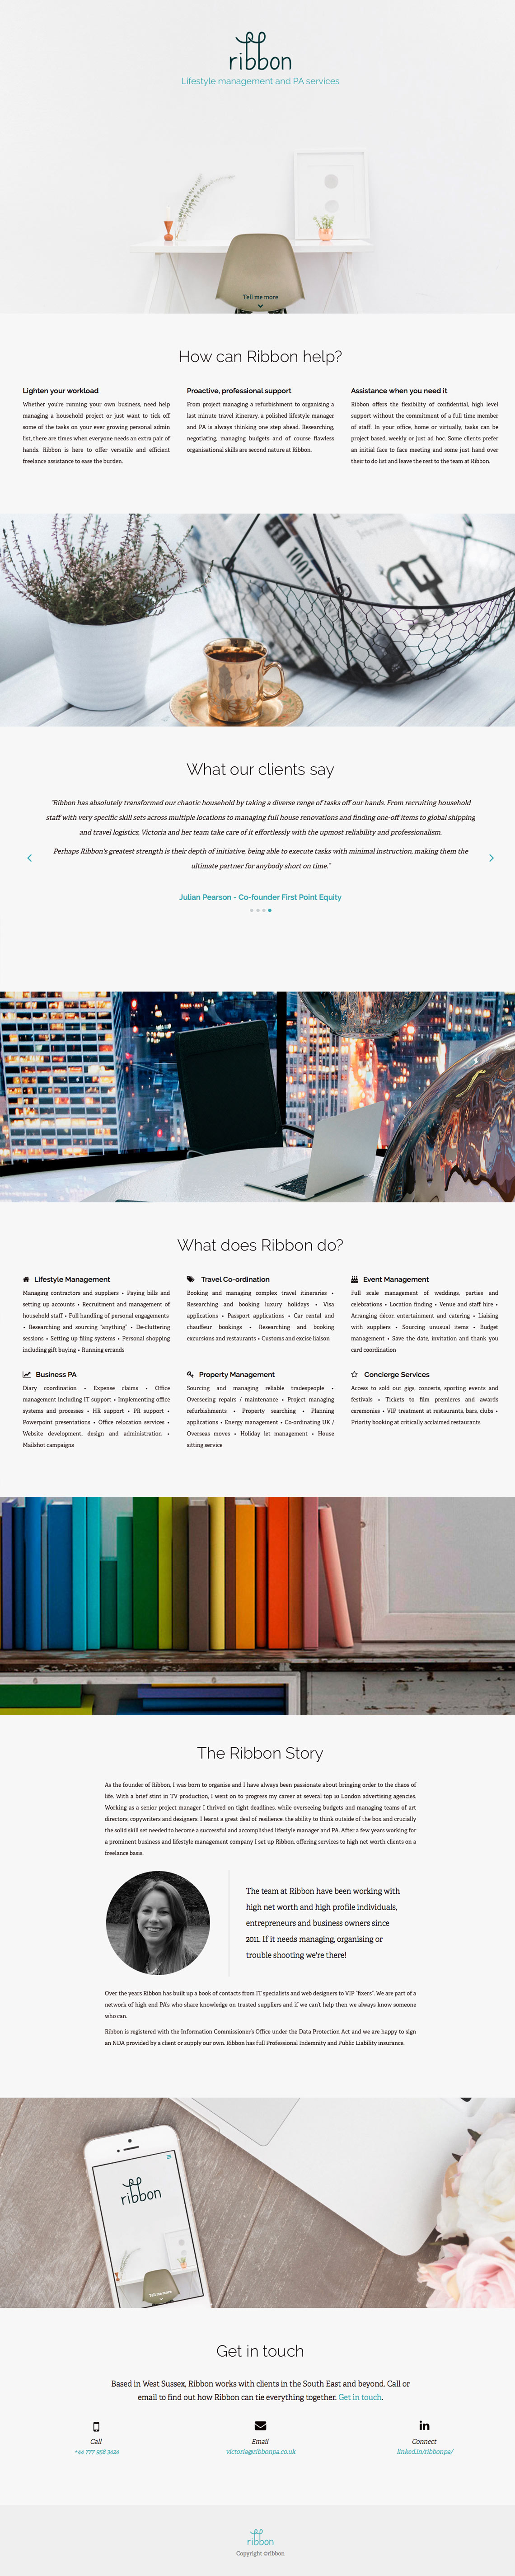 ribbon
Lifestyle management and PA services
Tell me more
How can Ribbon help?
Lighten your workload
Whether you're running your own business, need help
managing a household project or just want to tick off
some of the tasks on your ever growing personal admin
list, there are times when everyone needs an extra pair of
hands. Ribbon is here to offer versatile and efficient
freelance assistance to ease the burden.
Proactive, professional support
From project managing a refurbishment to organising a
last minute travel itinerary, a polished lifestyle manager
and PA is always thinking one step ahead. Researching,
negotiating, managing budgets and of course flawless
organisational skills are second nature at Ribbon.
Assistance when you need it
Ribbon offers the flexibility of confidential, high level
support without the commitment of a full time member
of staff. In your office, home or virtually, tasks can be
project based, weekly or just ad hoc. Some clients prefer
an initial face to face meeting and some just hand over
their to do list and leave the rest to the team at Ribbon.
What our clients say
"Ribbon has absolutely transformed our chaotic household by taking a diverse range of tasks off our hands. From recruiting household
staff with very specific skill sets across multiple locations to managing full house renovations and finding one-off items to global shipping
and travel logistics, Victoria and her team take care of it effortlessly with the upmost reliability and professionalism.
Perhaps Ribbon's greatest strength is their depth of initiative, being able to execute tasks with minimal instruction, making them the
ultimate partner for anybody short on time."
Julian Pearson - Co-founder First Point Equity
What does Ribbon do?
Lifestyle Management
Managing contractors and suppliers • Paying bills and
setting up accounts • Recruitment and management of
household staff • Full handling of personal engagements
• Researching and sourcing "anything" • De-cluttering
sessions • Setting up filing systems • Personal shopping
including gift buying • Running errands
Travel Co-ordination
Booking and managing complex travel itineraries •
Researching and booking luxury holidays • Visa
applications • Passport applications • Car rental and
chauffeur bookings • Researching and booking
excursions and restaurants • Customs and excise liaison
Event Management
Full scale management of weddings, parties and
celebrations • Location finding • Venue and staff hire •
Arranging décor, entertainment and catering • Liaising
with suppliers • Sourcing unusual items • Budget
management • Save the date, invitation and thank you
card coordination
Business PA
Diary coordination • Expense claims • Office
management including IT support • Implementing office
systems and processes • HR support • PR support •
Powerpoint presentations • Office relocation services •
Website development, design and administration •
Mailshot campaigns
Property Management
Sourcing and managing reliable tradespeople •
Overseeing repairs / maintenance • Project managing
refurbishments • Property searching • Planning
applications • Energy management • Co-ordinating UK /
Overseas moves • Holiday let management • House
sitting service
Concierge Services
Access to sold out gigs, concerts, sporting events and
festivals • Tickets to film premieres and awards
ceremonies • VIP treatment at restaurants, bars, clubs •
Priority booking at critically acclaimed restaurants
The Ribbon Story
As the founder of Ribbon, I was born to organise and I have always been passionate about bringing order to the chaos of
life. With a brief stint in TV production, I went on to progress my career at several top 10 London advertising agencies.
Working as a senior project manager I thrived on tight deadlines, while overseeing budgets and managing teams of art
directors, copywriters and designers. I learnt a great deal of resilience, the ability to think outside of the box and crucially
the solid skill set needed to become a successful and accomplished lifestyle manager and PA. After a few years working for
a prominent business and lifestyle management company I set up Ribbon, offering services to high net worth clients on a
freelance basis.
The team at Ribbon have been working with
high net worth and high profile individuals,
entrepreneurs and business owners since
2011. If it needs managing, organising or
trouble shooting we're there!
Over the years Ribbon has built up a book of contacts from IT specialists and web designers to VIP "fixers". We are part of a
network of high end PA's who share knowledge on trusted suppliers and if we can't help then we always know someone
who can.
Ribbon is registered with the Information Commissioner's Office under the Data Protection Act and we are happy to sign
an NDA provided by a client or supply our own. Ribbon has full Professional Indemnity and Public Liability insurance.
ribbon
Tell me more
Get in touch
Based in West Sussex, Ribbon works with clients in the South East and beyond. Call or
email to find out how Ribbon can tie everything together. Get in touch.
Call
+44 777 958 3424
Email
victoria@ribbonpa.co.uk
Connect
linked.in/ribbonpa/
ribbon
Copyright ©ribbon